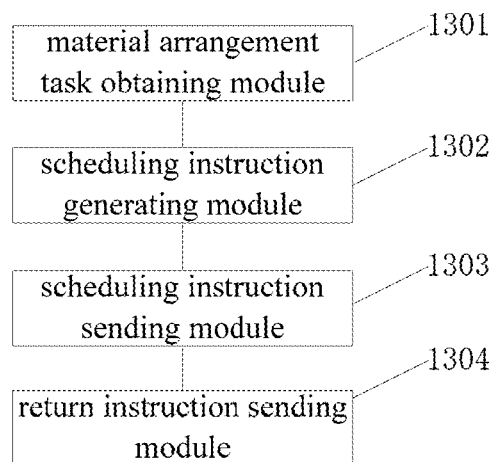 material arrangement
task obtaining module
1301
scheduling instruction
generating module
1302
scheduling instruction
sending module
1303
return instruction sending
module
1304